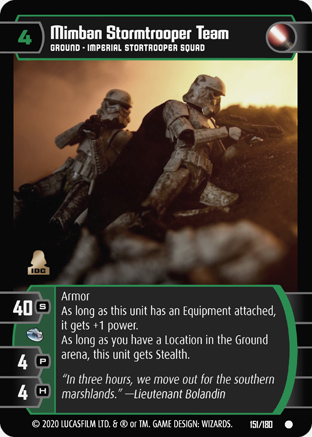 4
Mimban Stormtrooper Team
GROUND - IMPERIAL STORTROOPER SQUAD
IDC
40 S
4 P
4 H
Armor
As long as this unit has an Equipment attached,
it gets +1 power.
As long as you have a Location in the Ground
arena, this unit gets Stealth.
“In three hours, we move out for the southern
marshlands.” —Lieutenant Bolandin
© 2020 LUCASFILM LTD. & ® or TM. GAME DESIGN: WIZARDS.
151/180